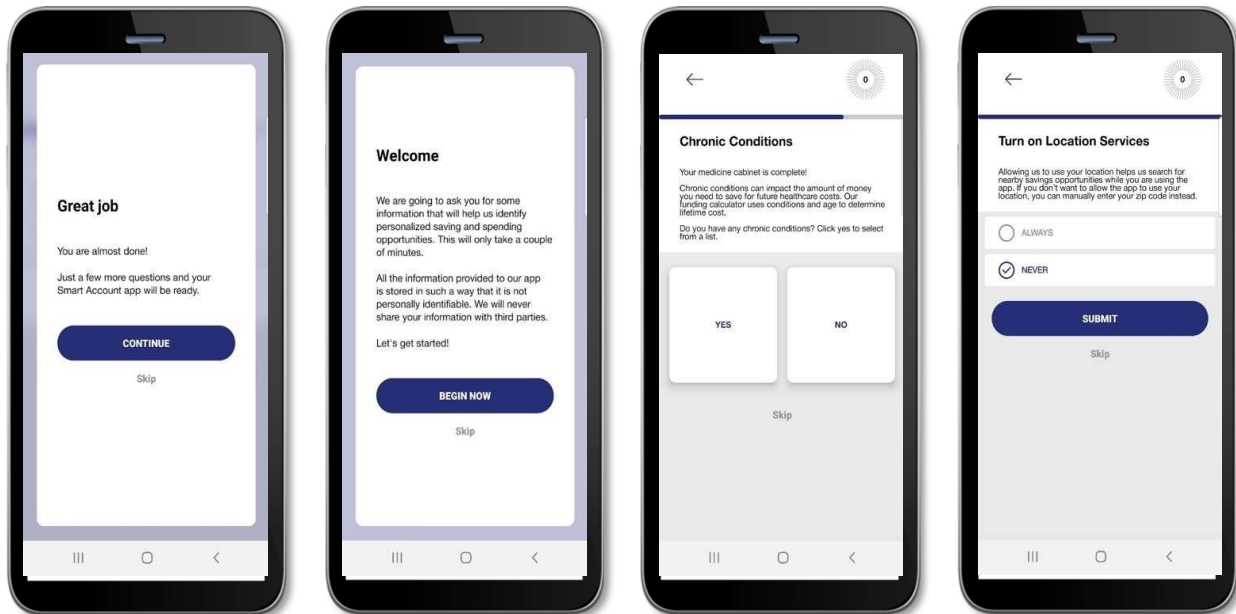 Great job
You are almost done!
Just a few more questions and your
Smart Account app will be ready.
CONTINUE
Skip
Welcome
We are going to ask you for some
information that will help us identify
personalized saving and spending
opportunities. This will only take a couple
of minutes.
All the information provided to our app
is stored in such a way that it is not
personally identifiable. We will never
share your information with third parties.
Let's get started!
BEGIN NOW
Skip
0
Chronic Conditions
Your medicine cabinet is complete!
Chronic conditions can impact the amount of money
you need to save for future healthcare costs. Our
funding calculator uses conditions and age to determine
lifetime cost.
Do you have any chronic conditions? Click yes to select
from a list.
YES
NO
Skip
0
Turn on Location Services
Allowing us to use your location helps us search for
nearby savings opportunities while you are using the
app. If you don't want to allow the app to use your
location, you can manually enter your zip code instead.
ALWAYS
NEVER
SUBMIT
Skip